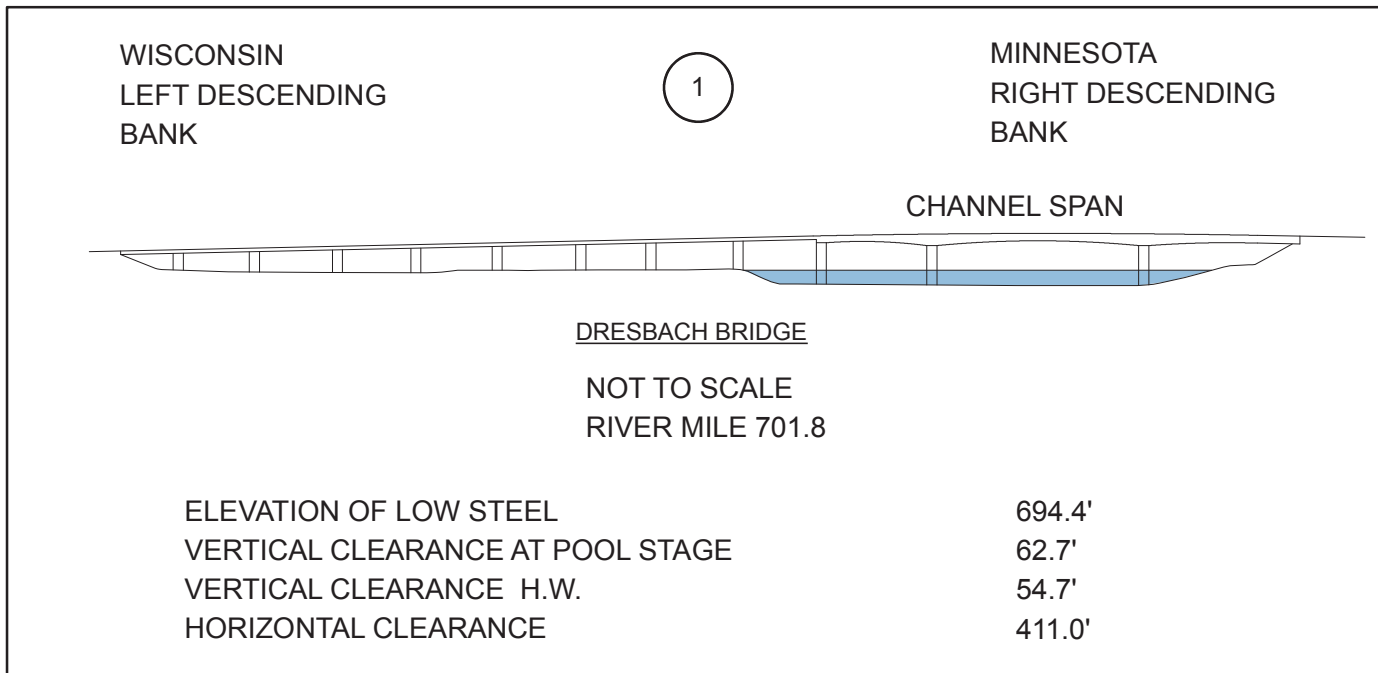 WISCONSIN
LEFT DESCENDING
BANK
1
MINNESOTA
RIGHT DESCENDING
BANK
CHANNEL SPAN
DRESBACH BRIDGE
NOT TO SCALE
RIVER MILE 701.8
ELEVATION OF LOW STEEL 694.4'
VERTICAL CLEARANCE AT POOL STAGE 62.7'
VERTICAL CLEARANCE H.W. 54.7'
HORIZONTAL CLEARANCE 411.0'